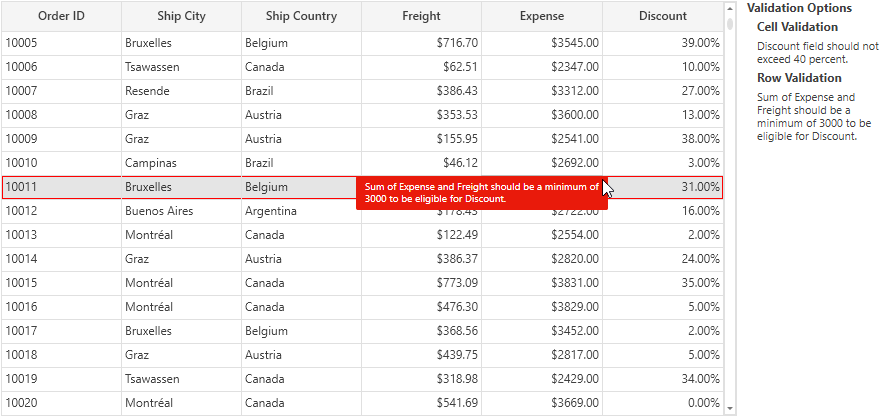 Order ID Ship City Ship Country Freight Expense Discount
10005 Bruxelles Belgium $716.70 $3545.00 39.00%
10006 Tsawassen Canada $62.51 $2347.00 10.00%
10007 Resende Brazil $386.43 $3312.00 27.00%
10008 Graz Austria $353.53 $3600.00 13.00%
10009 Graz Austria $155.95 $2541.00 38.00%
10010 Campinas Brazil $46.12 $2692.00 3.00%
10011 Bruxelles Belgium 31.00%
Sum of Expense and Freight should be a minimum of
3000 to be eligible for Discount.
10012 Buenos Aires Argentina $178.45 $2722.00 16.00%
10013 Montréal Canada $122.49 $2554.00 2.00%
10014 Graz Austria $386.37 $2820.00 24.00%
10015 Montréal Canada $773.09 $3831.00 35.00%
10016 Montréal Canada $476.30 $3829.00 5.00%
10017 Bruxelles Belgium $368.56 $3452.00 2.00%
10018 Graz Austria $439.75 $2817.00 5.00%
10019 Tsawassen Canada $318.98 $2429.00 34.00%
10020 Montréal Canada $541.69 $3669.00 0.00%
Validation Options
Cell Validation
Discount field should not
exceed 40 percent.
Row Validation
Sum of Expense and
Freight should be a
minimum of 3000 to be
eligible for Discount.